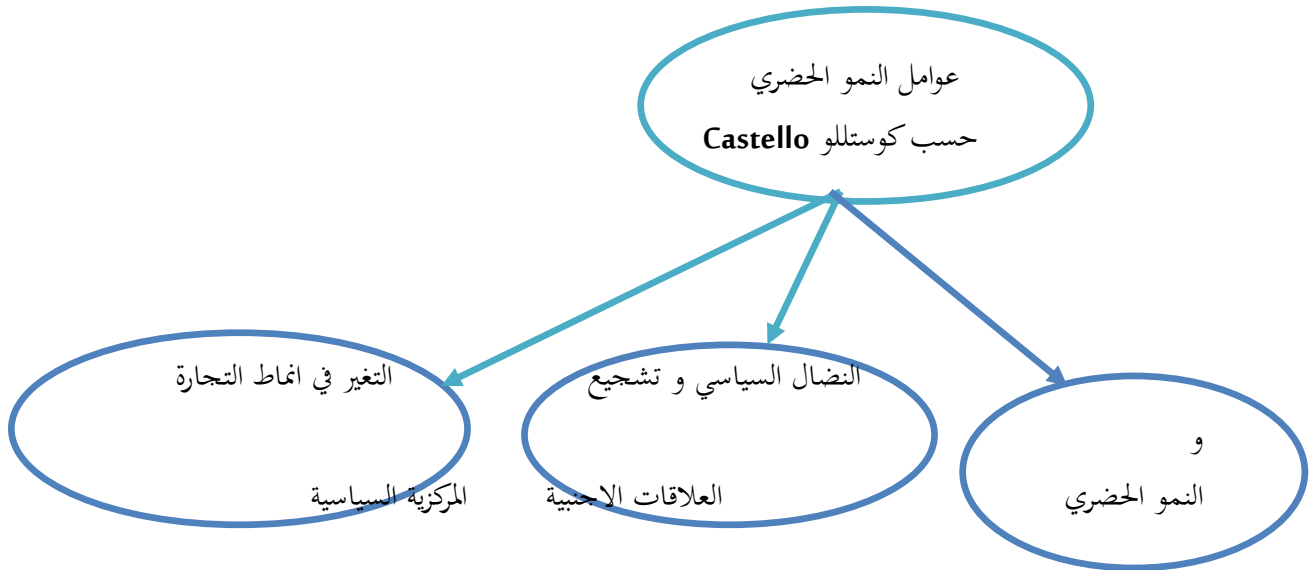 عوامل النمو الحضري
حسب كوستللو Castello
التغير في انماط التجارة
النضال السياسي و تشجيع
و
المركزية السياسية
العلاقات الاجنبية
النمو الحضري